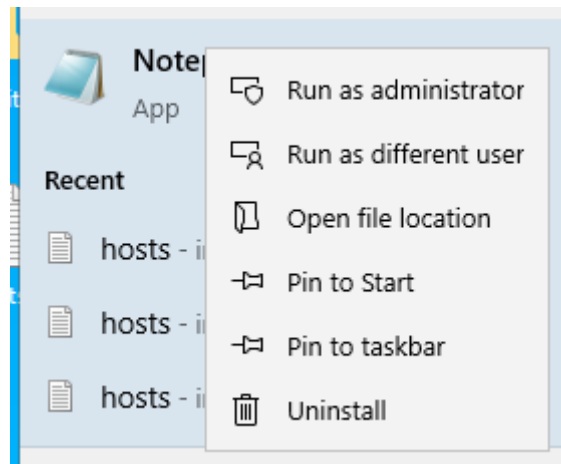 Note
App
Run as administrator
Run as different user
Recent
Open file location
hosts -
Pin to Start
hosts -
Pin to taskbar
hosts -
Uninstall